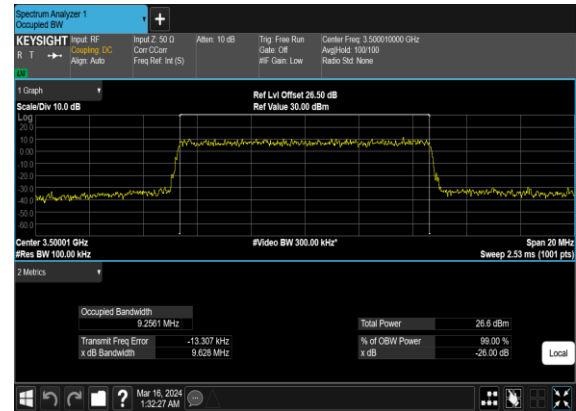 Spectrum Analyzer 1
Occupied BW
+
KEYSIGHT Input: RF Input Z: 50 Ω Atten: 10 dB Trig: Free Run Center Freq: 3.500010000 GHz
R T Coupling: DC Corr CCorr Gate: Off Avg|Hold: 100/100
Align: Auto Freq Ref: Int (S) #IF Gain: Low Radio Std: None
1 Graph
Ref Lvl Offset 26.50 dB
Scale/Div 10.0 dB Ref Value 30.00 dBm
Log
20.0
10.0
0.00
-10.0
-20.0
-30.0
-40.0
-50.0
-60.0
Center 3.50001 GHz #Video BW 300.00 kHz* Span 20 MHz
#Res BW 100.00 kHz Sweep 2.53 ms (1001 pts)
2 Metrics
Occupied Bandwidth
9.2561 MHz Total Power 26.6 dBm
Transmit Freq Error -13.307 kHz % of OBW Power 99.00 %
x dB Bandwidth 9.628 MHz x dB -26.00 dB
Local
? Mar 16, 2024
1:32:27 AM